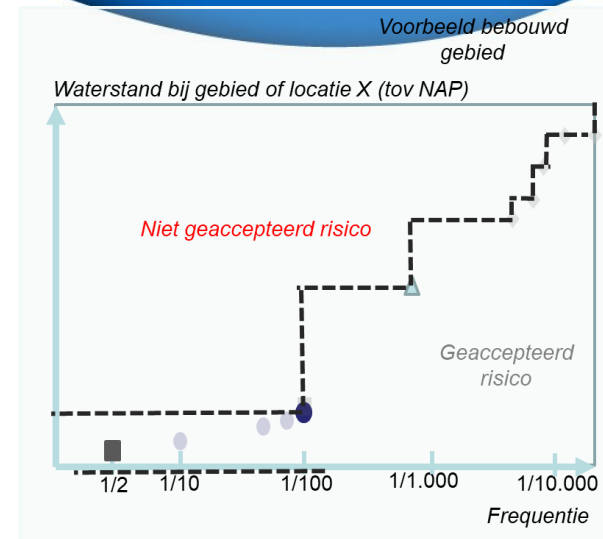 Voorbeeld bebouwd
gebied
Waterstand bij gebied of locatie X (tov NAP)
Niet geaccepteerd risico
Geaccepteerd
risico
1/2 1/10 1/100 1/1.000 1/10.000
Frequentie